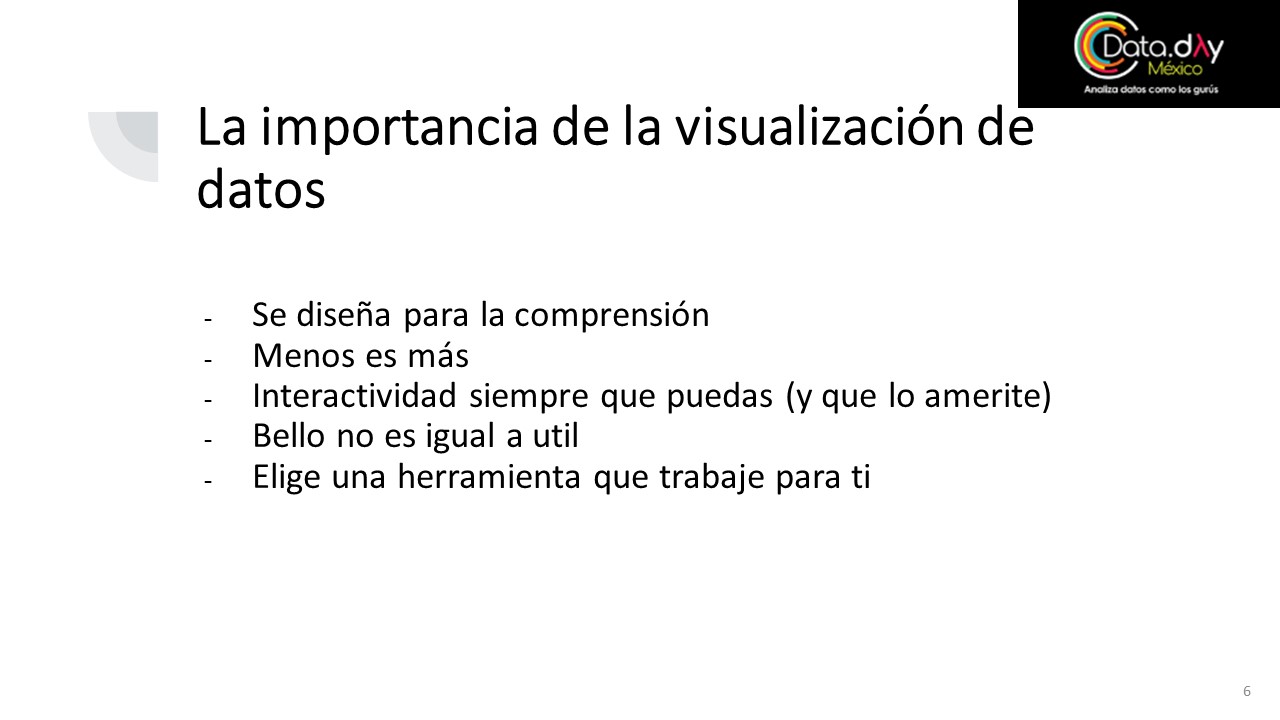 Data.dλy
México
Analiza datos como los gurús
La importancia de la visualización de
datos
- Se diseña para la comprensión
- Menos es más
- Interactividad siempre que puedas (y que lo amerite)
- Bello no es igual a util
- Elige una herramienta que trabaje para ti
6